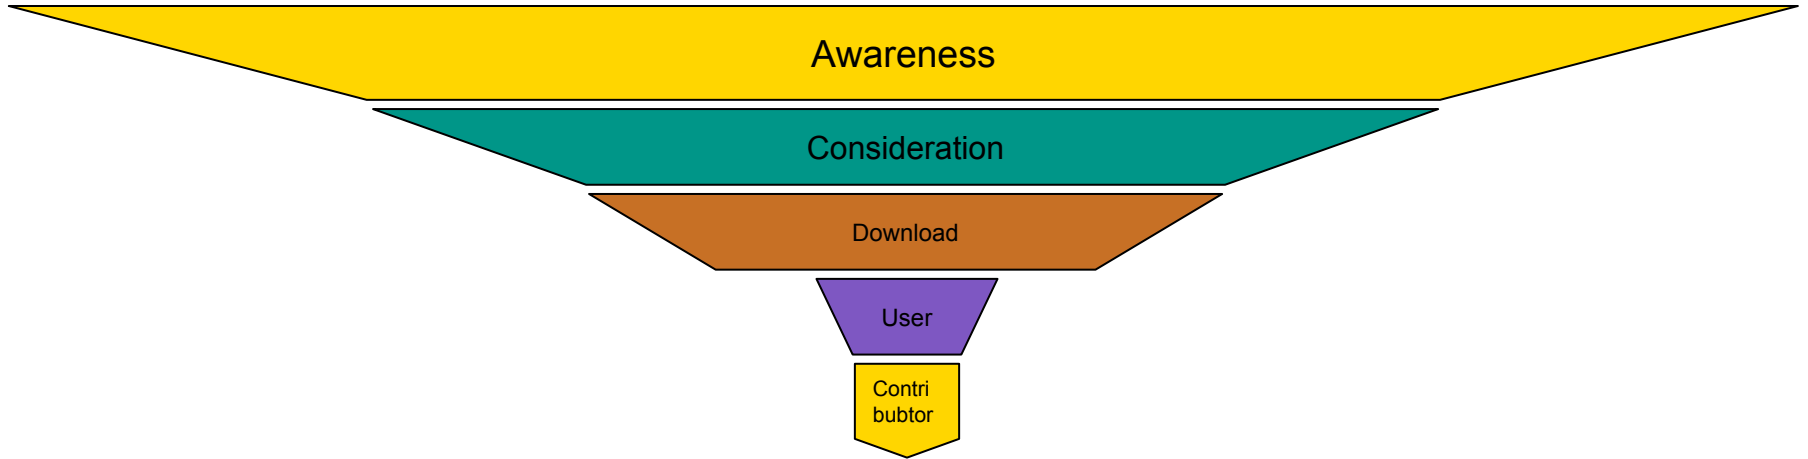 Awareness
Consideration
Download
User
Contri
bubtor